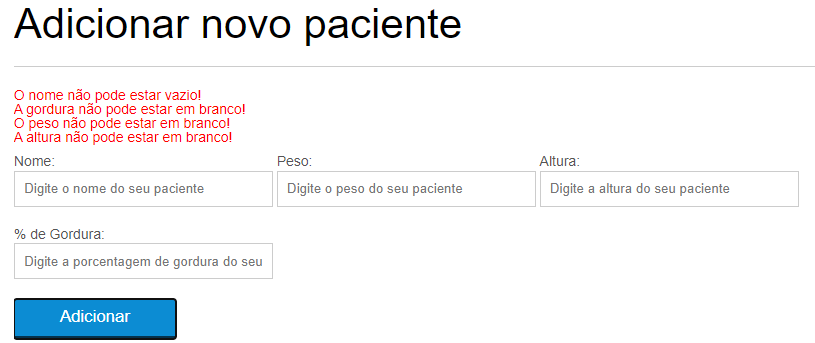 Adicionar novo paciente
O nome não pode estar vazio!
A gordura não pode estar em branco!
O peso não pode estar em branco!
A altura não pode estar em branco!
Nome: Peso: Altura:
Digite o nome do seu paciente Digite o peso do seu paciente Digite a altura do seu paciente
% de Gordura:
Digite a porcentagem de gordura do seu
Adicionar